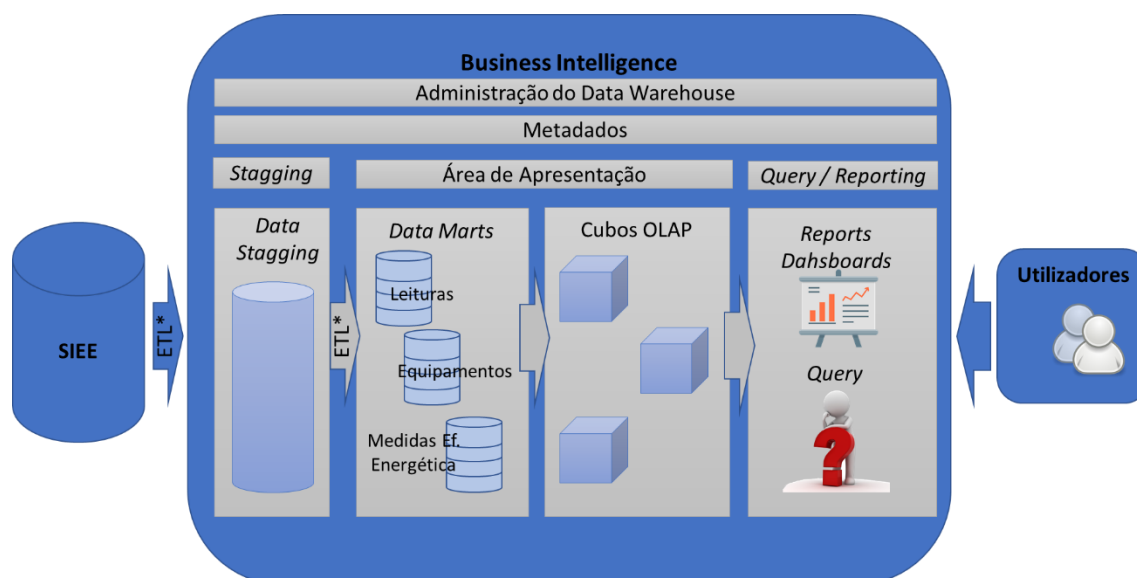 Business Intelligence
Administração do Data Warehouse
Metadados
Stagging
Área de Apresentação
Query / Reporting
SIEE
ETL*
Data
Stagging
ETL*
Data Marts
Leituras
Equipamentos
Medidas Ef.
Energética
Cubos OLAP
Reports
Dahsboards
Query
Utilizadores